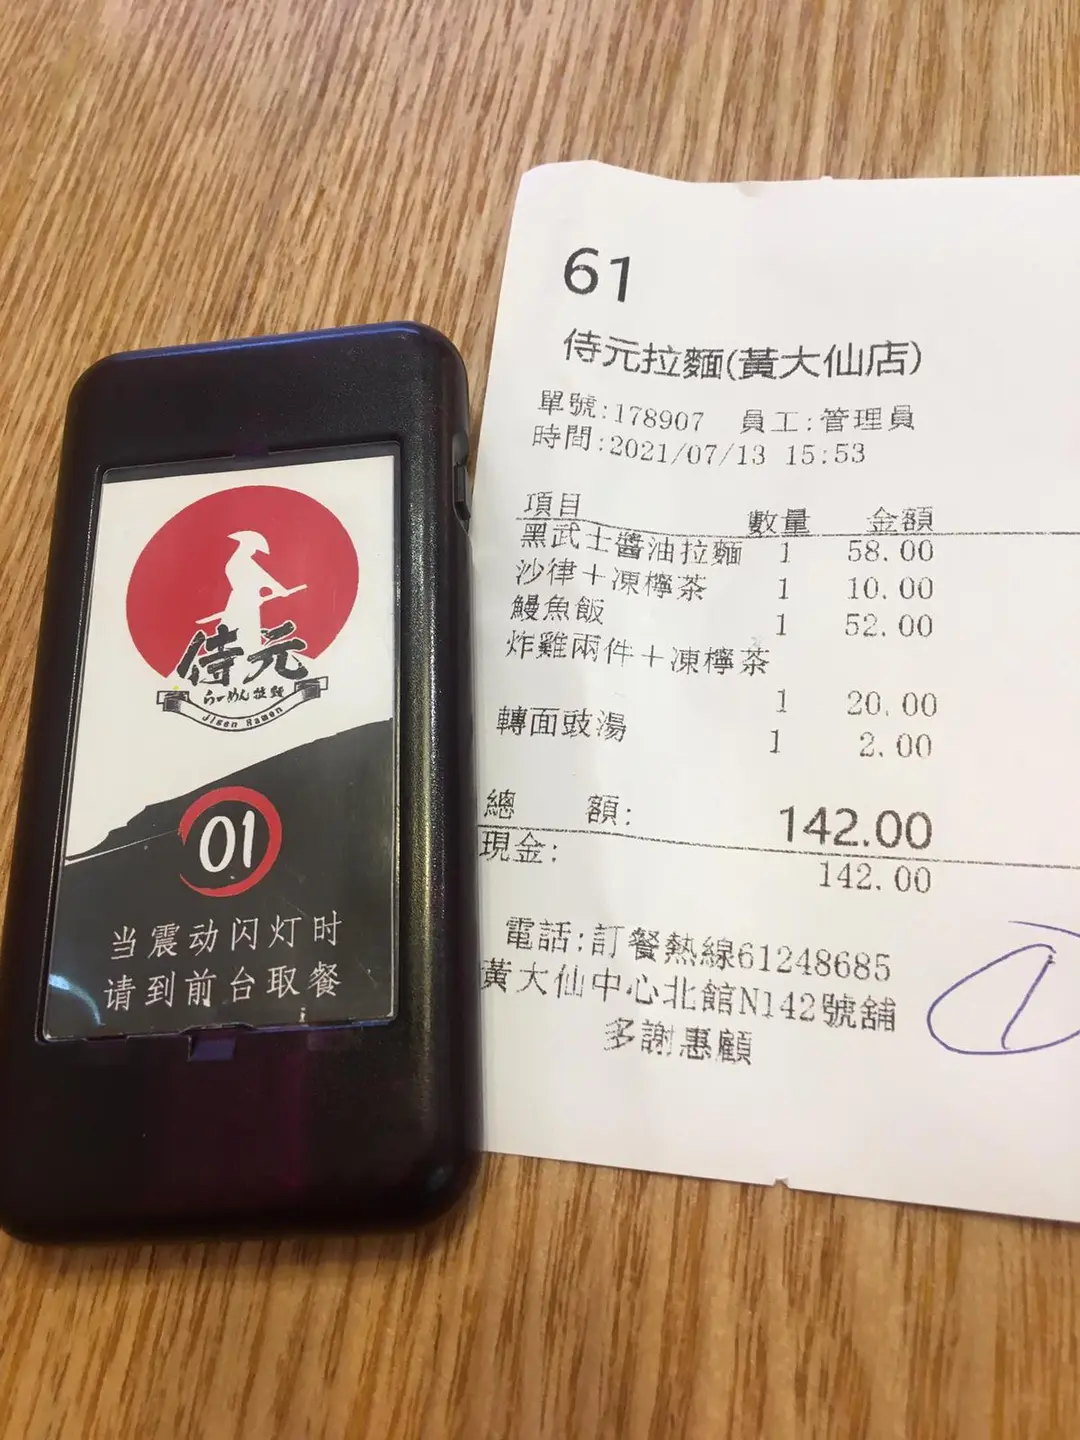 侍元
らーめん拉麵
Jigen Ramen
01
当震动闪灯时
请到前台取餐
61
侍元拉麵(黃大仙店)
單號:178907 員工:管理員
時間:2021/07/13 15:53
項目 數量 金額
黑武士醬油拉麵 1 58.00
沙律＋凍檸茶 1 10.00
鰻魚飯 1 52.00
炸雞兩件＋凍檸茶
1 20.00
轉面豉湯 1 2.00
總 額: 142.00
現金: 142.00
電話:訂餐熱線61248685
黃大仙中心北館N142號舖
多謝惠顧
1